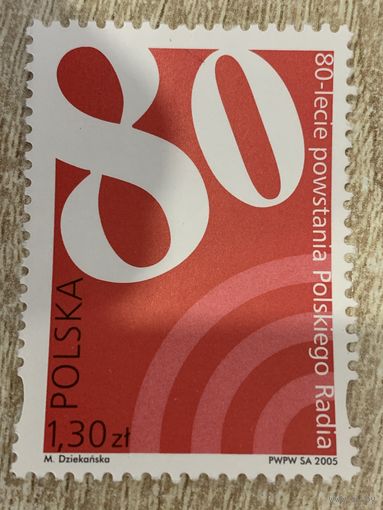 80
80-lecie powstania Polskiego Radia
POLSKA
1,30 zł
M. Dziekańska
PWPW SA 2005